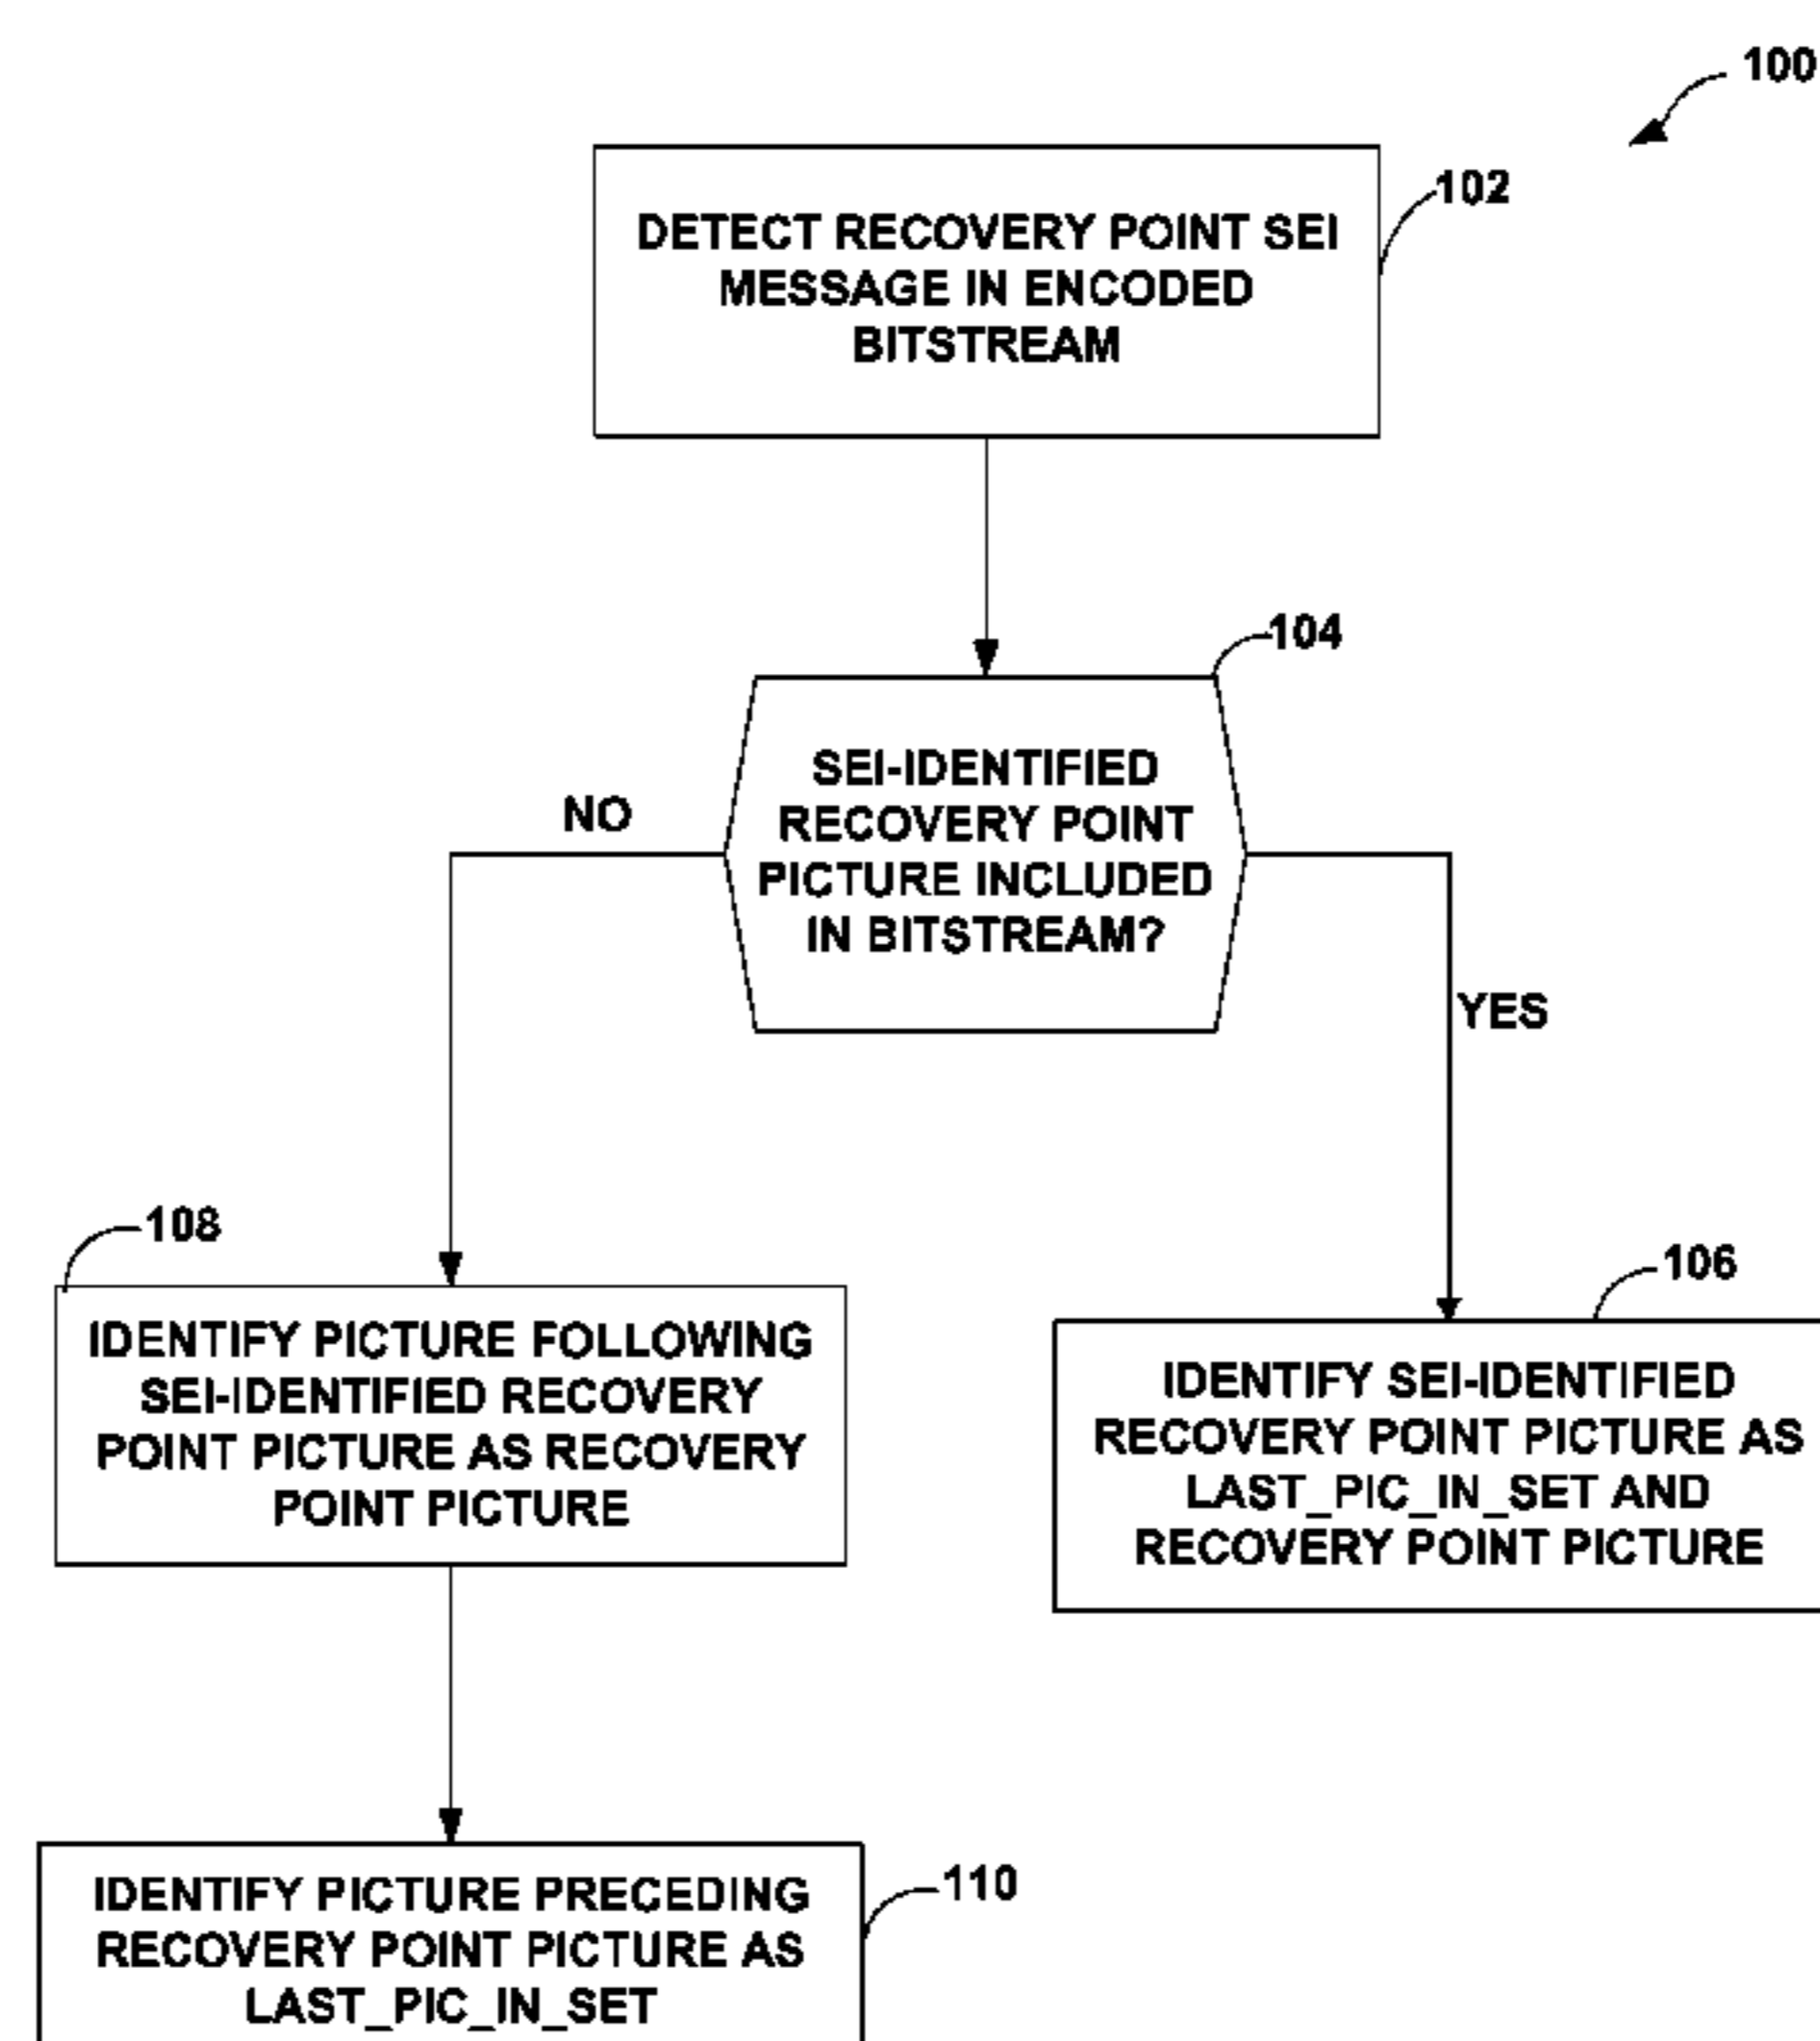 100
102
DETECT RECOVERY POINT SEI
MESSAGE IN ENCODED
BITSTREAM
104
SEI-IDENTIFIED
RECOVERY POINT
PICTURE INCLUDED
IN BITSTREAM?
NO
YES
108
IDENTIFY PICTURE FOLLOWING
SEI-IDENTIFIED RECOVERY
POINT PICTURE AS RECOVERY
POINT PICTURE
106
IDENTIFY SEI-IDENTIFIED
RECOVERY POINT PICTURE AS
LAST_PIC_IN_SET AND
RECOVERY POINT PICTURE
110
IDENTIFY PICTURE PRECEDING
RECOVERY POINT PICTURE AS
LAST_PIC_IN_SET